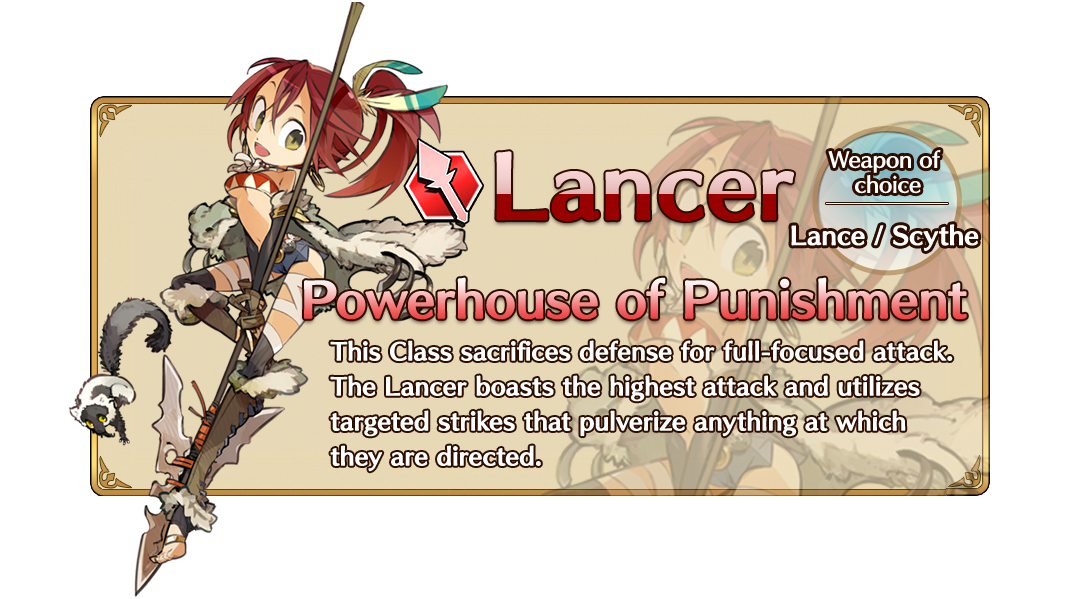 Lancer
Weapon of
choice
Lance / Scythe
Powerhouse of Punishment
This Class sacrifices defense for full-focused attack.
The Lancer boasts the highest attack and utilizes
targeted strikes that pulverize anything at which
they are directed.